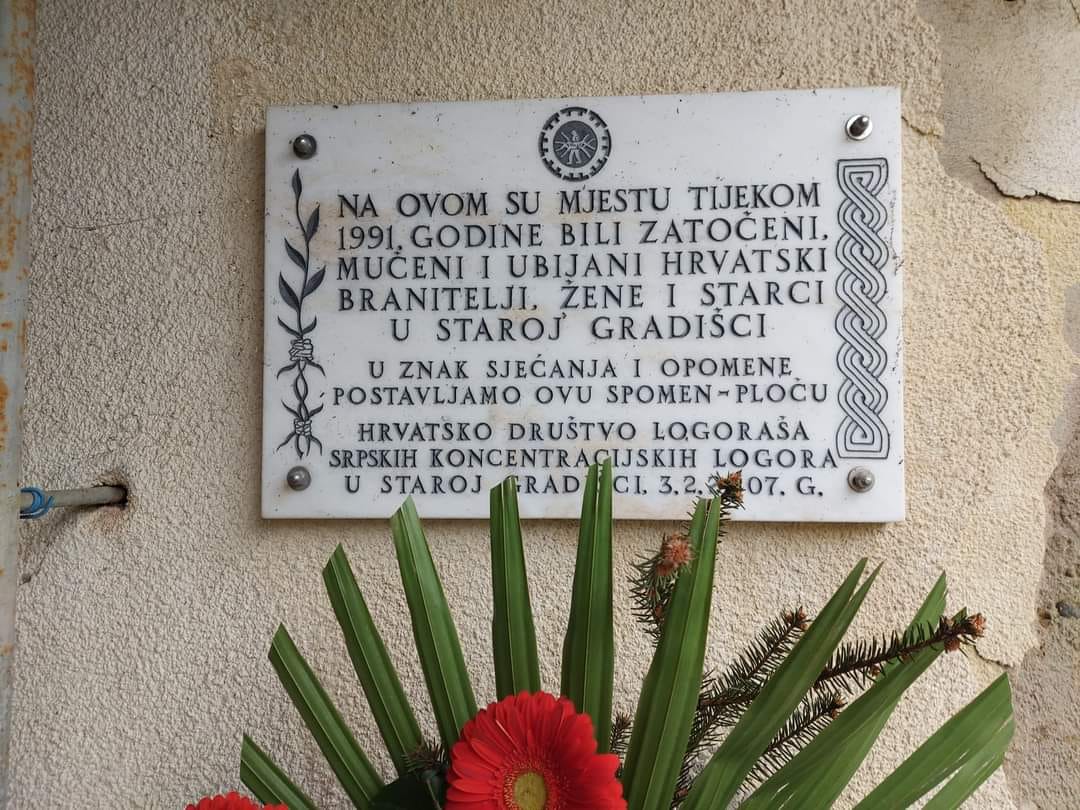 NA OVOM SU MJESTU TIJEKOM
1991. GODINE BILI ZATOČENI,
MUČENI I UBIJANI HRVATSKI
BRANITELJI, ŽENE I STARCI
U STAROJ GRADIŠCI
U ZNAK SJEĆANJA I OPOMENE
POSTAVLJAMO OVU SPOMEN-PLOČU
HRVATSKO DRUŠTVO LOGORAŠA
SRPSKIH KONCENTRACIJSKIH LOGORA
U STAROJ GRADIŠCI, 3.2. G.